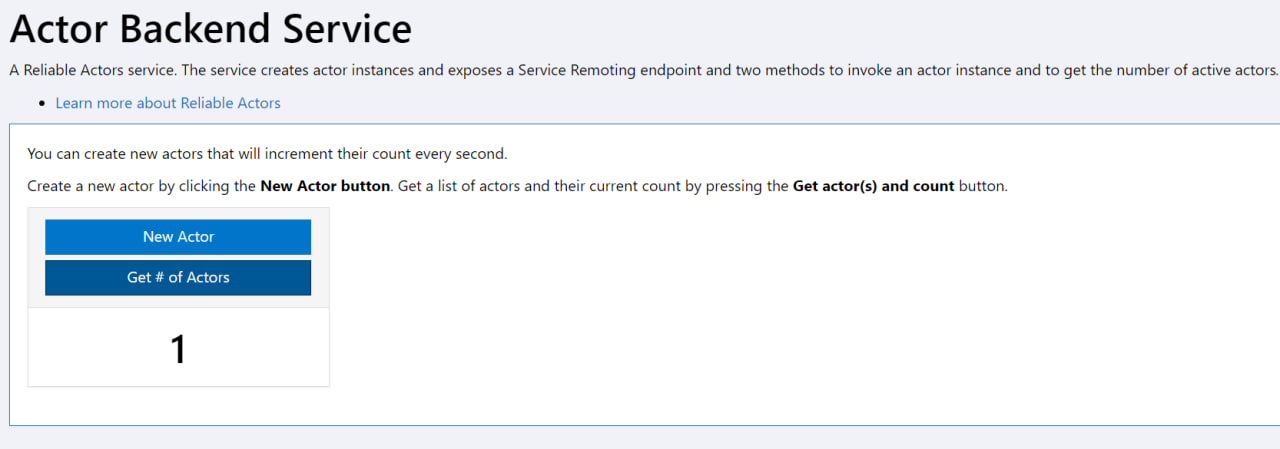 Actor Backend Service
A Reliable Actors service. The service creates actor instances and exposes a Service Remoting endpoint and two methods to invoke an actor instance and to get the number of active actors.
Learn more about Reliable Actors
You can create new actors that will increment their count every second.
Create a new actor by clicking the New Actor button. Get a list of actors and their current count by pressing the Get actor(s) and count button.
New Actor
Get # of Actors
1